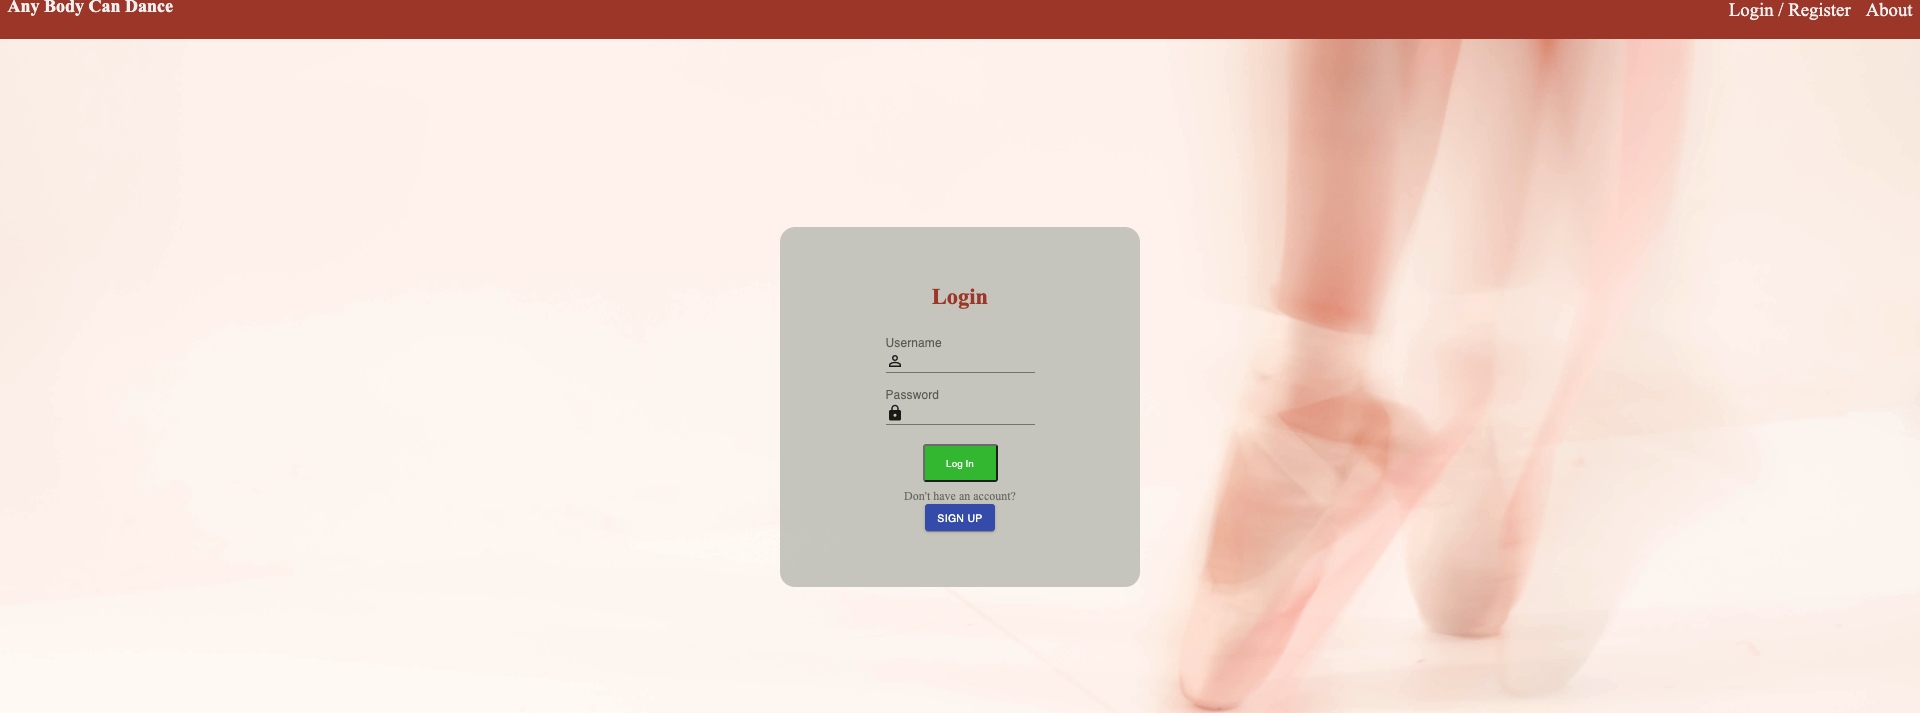 Any Body Can Dance
Login / Register About
Login
Username
Password
Log In
Don't have an account?
SIGN UP